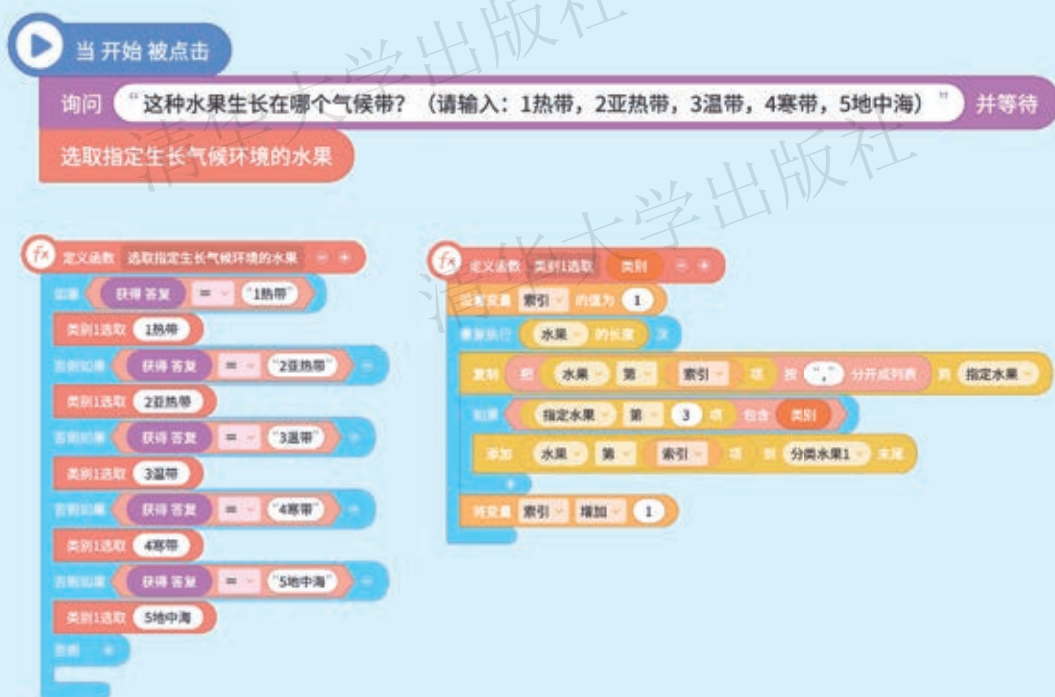 当 开始 被点击
询问 “这种水果生长在哪个气候带？（请输入：1热带，2亚热带，3温带，4寒带，5地中海）” 并等待
选取指定生长气候环境的水果
fx 定义函数 选取指定生长气候环境的水果 - +
如果 获得 答复 = “1热带”
类别1选取 1热带
否则如果 获得 答复 = “2亚热带” -
类别1选取 2亚热带
否则如果 获得 答复 = “3温带” -
类别1选取 3温带
否则如果 获得 答复 = “4寒带” -
类别1选取 4寒带
否则如果 获得 答复 = “5地中海” -
类别1选取 5地中海
否则 +
fx 定义函数 类别1选取 类别 - +
设置变量 索引 的值为 1
重复执行 水果 的长度 次
复制 把 水果 第 索引 项 按 “,” 分开成列表 到 指定水果
如果 指定水果 第 3 项 包含 类别
添加 水果 第 索引 项 到 分类水果1 末尾
+
将变量 索引 增加 1
清华大学出版社
清华大学出版社